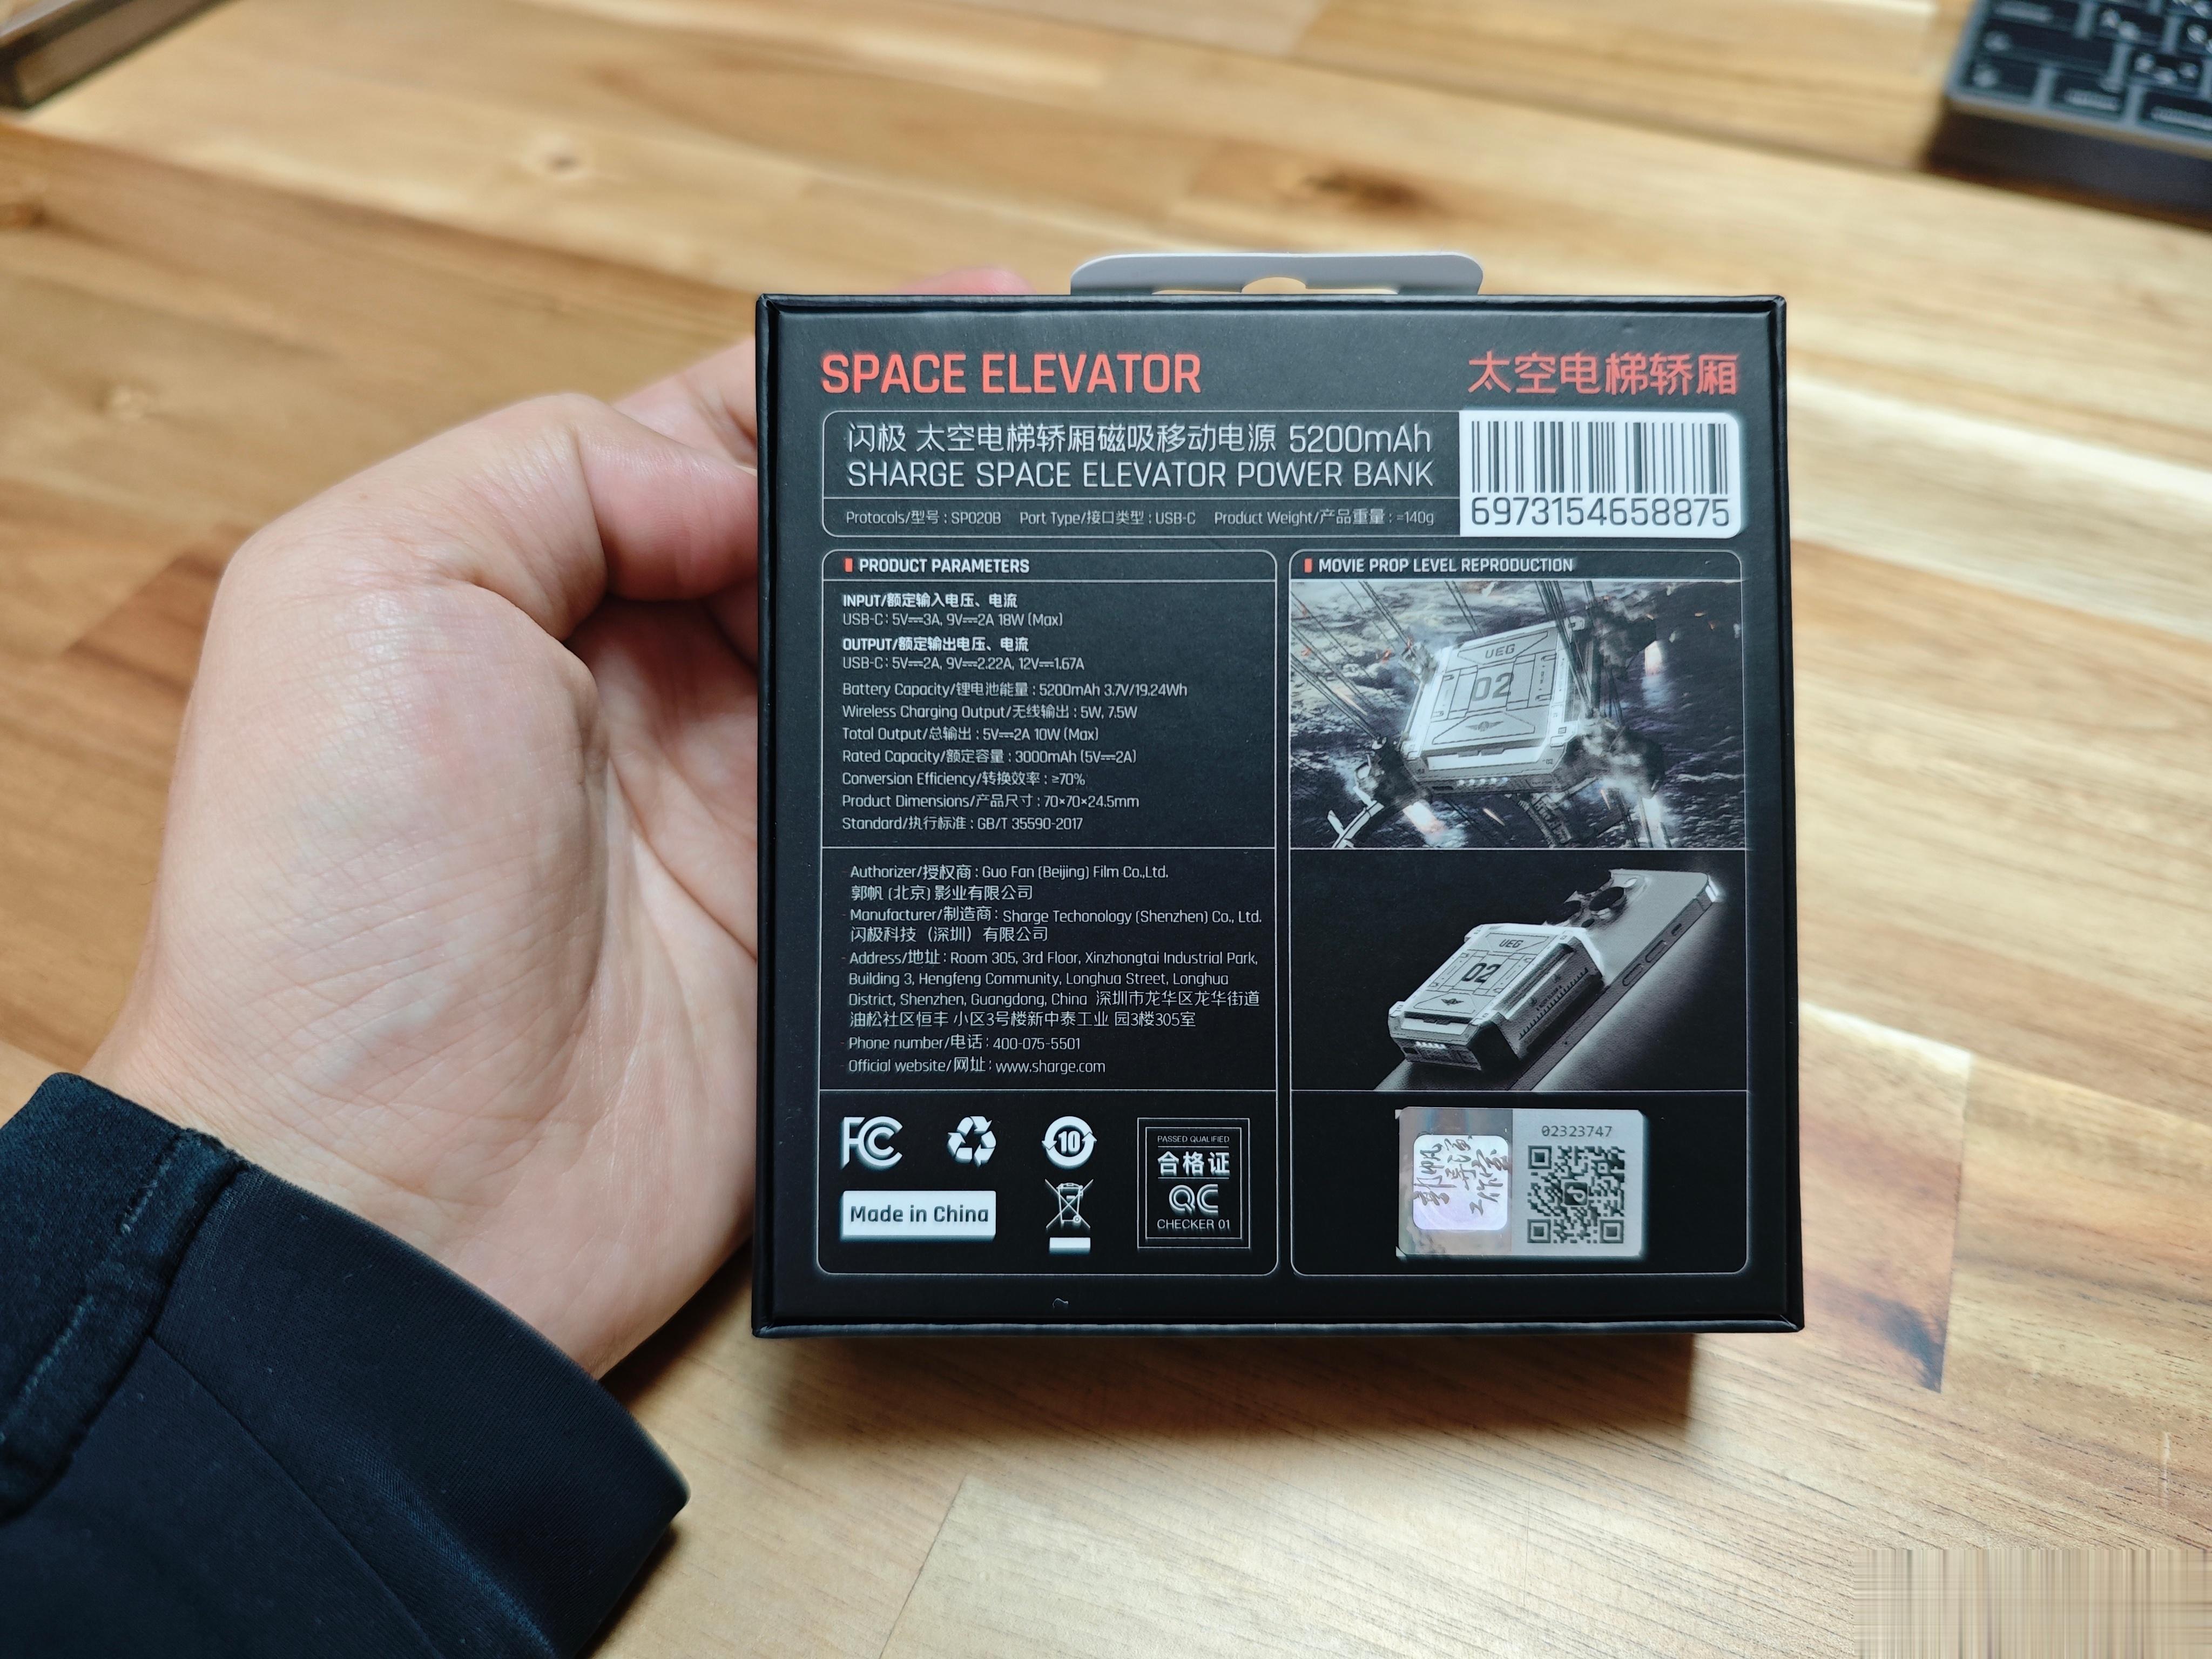 SPACE ELEVATOR
太空电梯轿厢
闪极 太空电梯轿厢磁吸移动电源 5200mAh
SHARGE SPACE ELEVATOR POWER BANK
Protocols/型号 : SP020B Port Type/接口类型 : USB-C Product Weight/产品重量 : ≈140g
6973154658875
PRODUCT PARAMETERS
INPUT/额定输入电压、电流
USB-C : 5V⎓3A, 9V⎓2A 18W (Max)
OUTPUT/额定输出电压、电流
USB-C : 5V⎓2A, 9V⎓2.22A, 12V⎓1.67A
Battery Capacity/锂电池能量 : 5200mAh 3.7V/19.24Wh
Wireless Charging Output/无线输出 : 5W, 7.5W
Total Output/总输出 : 5V⎓2A 10W (Max)
Rated Capacity/额定容量 : 3000mAh (5V⎓2A)
Conversion Efficiency/转换效率 : ≥70%
Product Dimensions/产品尺寸 : 70×70×24.5mm
Standard/执行标准 : GB/T 35590-2017
Authorizer/授权商 : Guo Fan (Beijing) Film Co.,Ltd.
郭帆 (北京) 影业有限公司
Manufacturer/制造商 : Sharge Techonology (Shenzhen) Co., Ltd.
闪极科技（深圳）有限公司
Address/地址 : Room 305, 3rd Floor, Xinzhongtai Industrial Park,
Building 3, Hengfeng Community, Longhua Street, Longhua
District, Shenzhen, Guangdong, China 深圳市龙华区龙华街道
油松社区恒丰 小区3号楼新中泰工业 园3楼305室
Phone number/电话 : 400-075-5501
Official website/网址 : www.sharge.com
FC
10
Made in China
PASSED QUALIFIED
合格证
QC
CHECKER 01
MOVIE PROP LEVEL REPRODUCTION
UEG
02
UEG
02
02323747